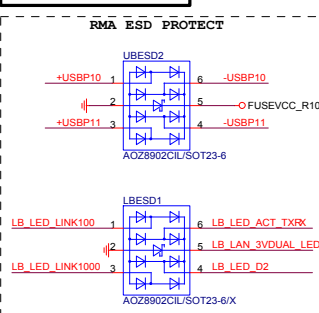 RMA ESD PROTECT
UBESD2
+USBP10 1 6 -USBP10
2 5 FUSEVCC_R10
+USBP11 3 4 -USBP11
AOZ8902CIL/SOT23-6
LBESD1
LB_LED_LINK100 1 6 LB_LED_ACT_TXRX
2 5 LB_LAN_3VDUAL_LED
LB_LED_LINK1000 3 4 LB_LED_D2
AOZ8902CIL/SOT23-6/X